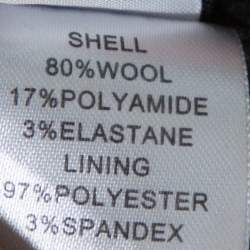 SHELL
80%WOOL
17%POLYAMIDE
3%ELASTANE
LINING
97%POLYESTER
3%SPANDEX